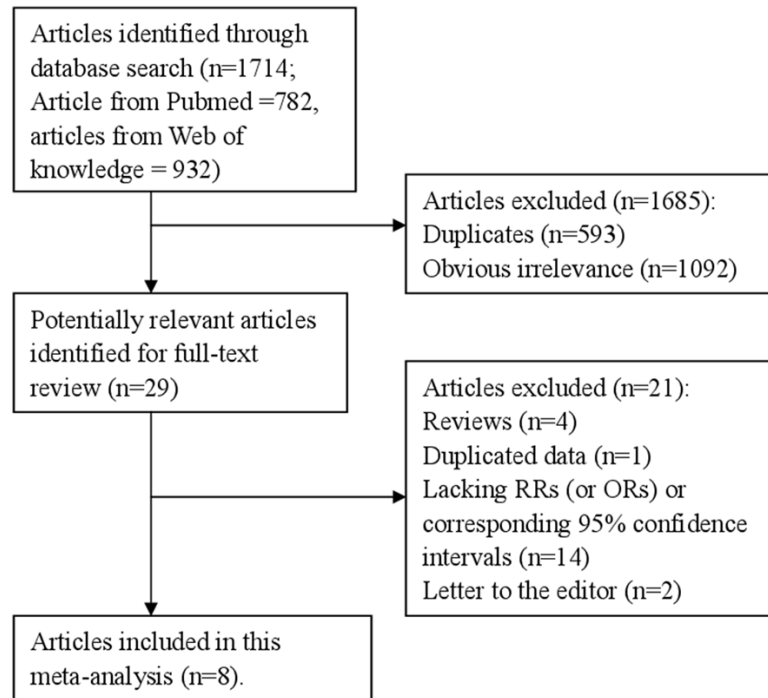 Articles identified through
database search (n=1714;
Article from Pubmed =782,
articles from Web of
knowledge = 932)
Articles excluded (n=1685):
Duplicates (n=593)
Obvious irrelevance (n=1092)
Potentially relevant articles
identified for full-text
review (n=29)
Articles excluded (n=21):
Reviews (n=4)
Duplicated data (n=1)
Lacking RRs (or ORs) or
corresponding 95% confidence
intervals (n=14)
Letter to the editor (n=2)
Articles included in this
meta-analysis (n=8).